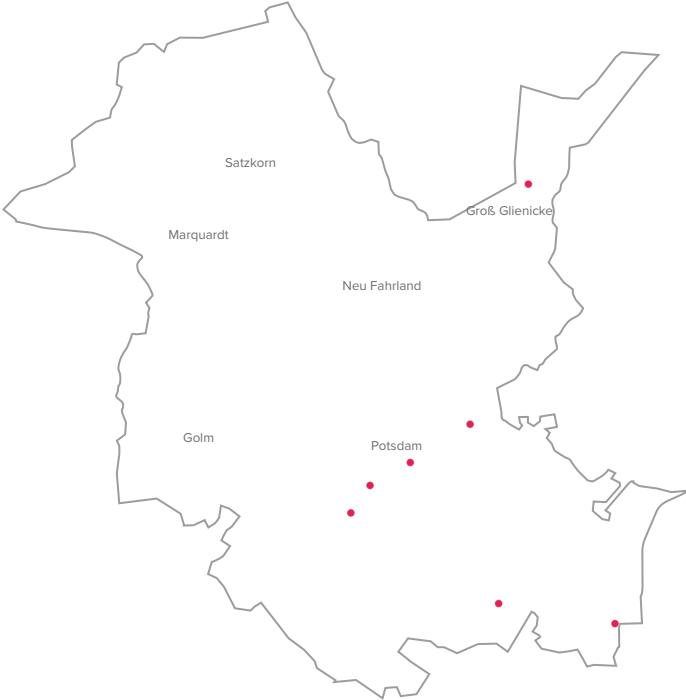 Satzkorn
Groß Glienicke
Marquardt
Neu Fahrland
Golm
Potsdam